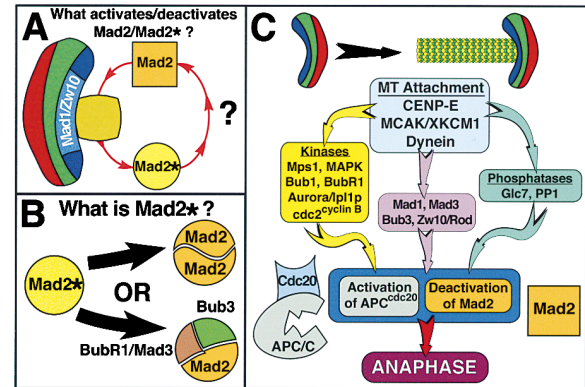 A
What activates/deactivates
Mad2/Mad2* ?
Mad2
Mad1/Zw10
?
Mad2*
B
What is Mad2* ?
Mad2*
Mad2
Mad2
OR
Bub3
BubR1/Mad3
Mad2
C
MT Attachment
CENP-E
MCAK/XKCM1
Dynein
Kinases
Mps1, MAPK
Bub1, BubR1
Aurora/Ipl1p
cdc2cyclin B
Mad1, Mad3
Bub3, Zw10/Rod
Phosphatases
Glc7, PP1
Cdc20
APC/C
Activation
of APCcdc20
Deactivation
of Mad2
Mad2
ANAPHASE